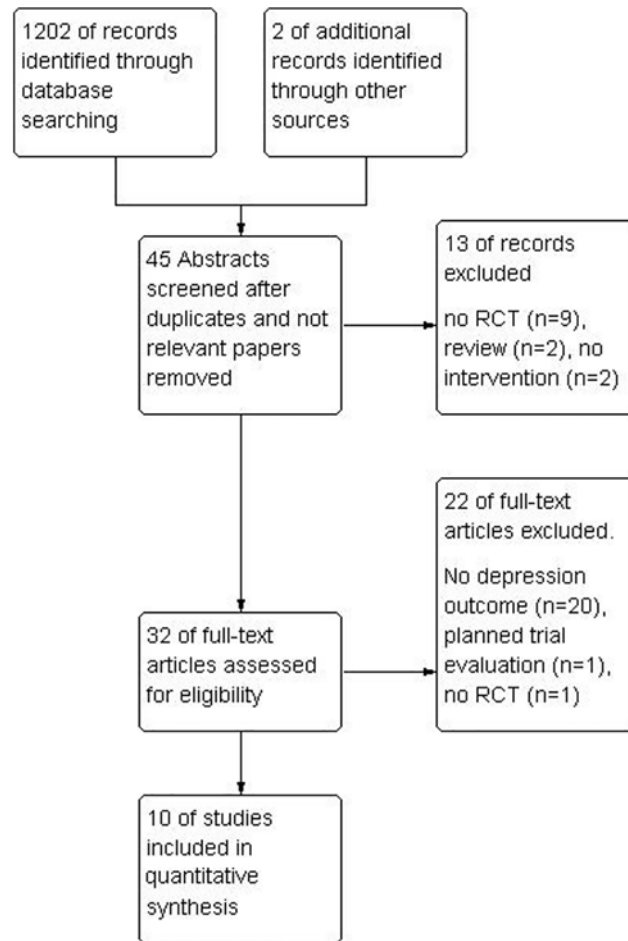 1202 of records
identified through
database
searching
2 of additional
records identified
through other
sources
45 Abstracts
screened after
duplicates and not
relevant papers
removed
13 of records
excluded
no RCT (n=9),
review (n=2), no
intervention (n=2)
22 of full-text
articles excluded.
No depression
outcome (n=20),
planned trial
evaluation (n=1),
no RCT (n=1)
32 of full-text
articles assessed
for eligibility
10 of studies
included in
quantitative
synthesis